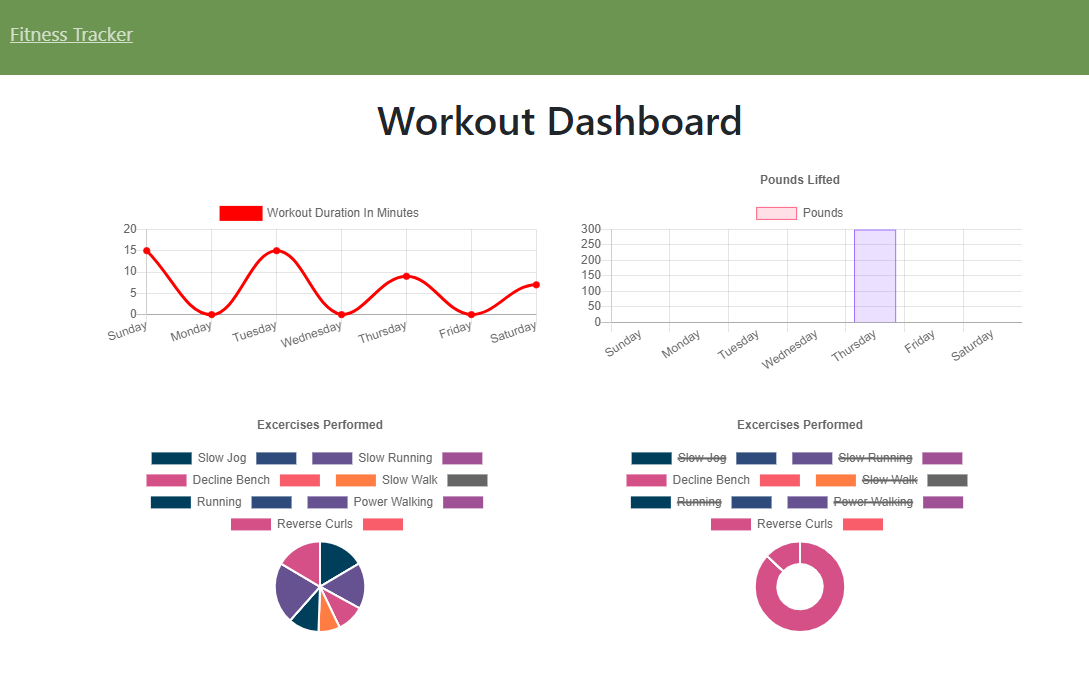 Fitness Tracker
Workout Dashboard
Workout Duration In Minutes
20
15
10
5
0
Sunday Monday Tuesday Wednesday Thursday Friday Saturday
Pounds Lifted
Pounds
300
250
200
150
100
50
0
Sunday Monday Tuesday Wednesday Thursday Friday Saturday
Excercises Performed
Slow Jog Slow Running
Decline Bench Slow Walk
Running Power Walking
Reverse Curls
Excercises Performed
Slow Jog Slow Running
Decline Bench Slow Walk
Running Power Walking
Reverse Curls